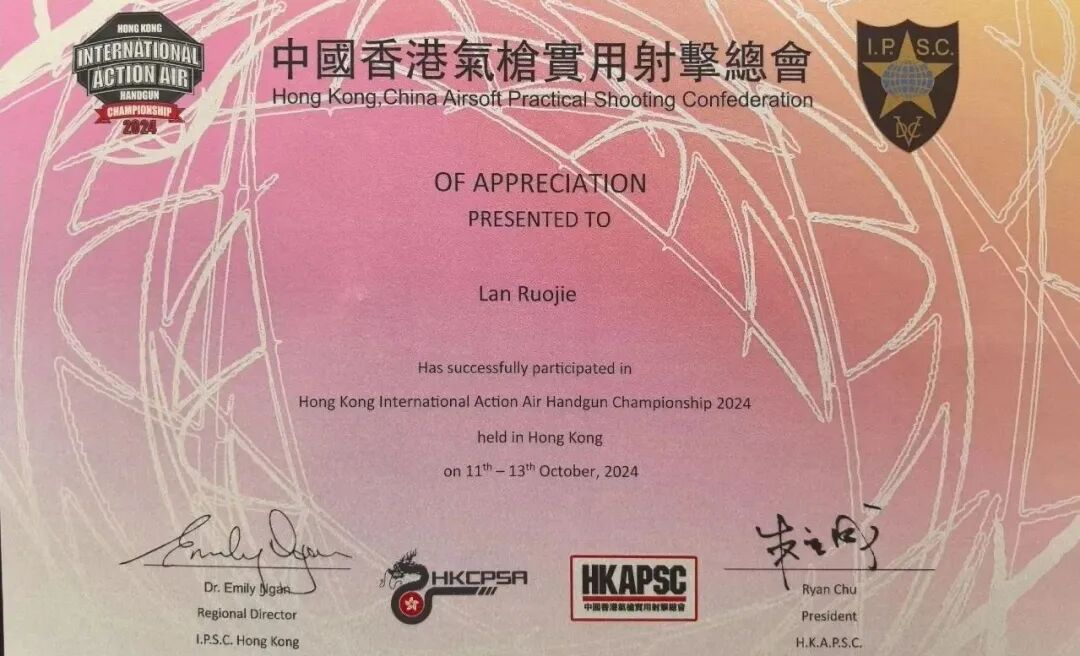 HONG KONG
INTERNATIONAL
ACTION AIR
HANDGUN
CHAMPIONSHIP
2024
中國香港氣槍實用射擊總會
Hong Kong,China Airsoft Practical Shooting Confederation
I.P.S.C.
DVC
OF APPRECIATION
PRESENTED TO
Lan Ruojie
Has successfully participated in
Hong Kong International Action Air Handgun Championship 2024
held in Hong Kong
on 11th – 13th October, 2024
Emily Ngan
Dr. Emily Ngan
Regional Director
I.P.S.C. Hong Kong
HKCPSA
HKAPSC
中國香港氣槍實用射擊總會
Ryan Chu
President
H.K.A.P.S.C.